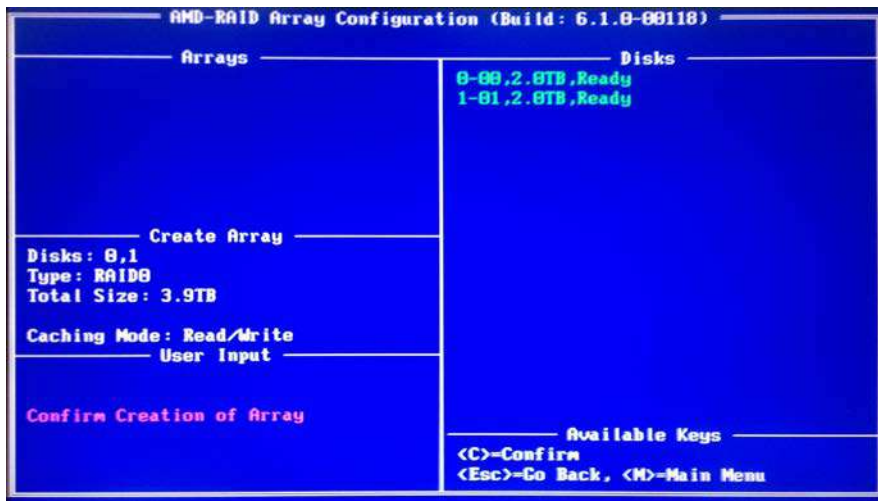 AMD-RAID Array Configuration (Build: 6.1.0-00118)
Arrays
Disks
0-00,2.0TB,Ready
1-01,2.0TB,Ready
Create Array
Disks: 0,1
Type: RAID0
Total Size: 3.9TB
Caching Mode: Read/Write
User Input
Confirm Creation of Array
Available Keys
<C>=Confirm
<Esc>=Go Back, <M>=Main Menu